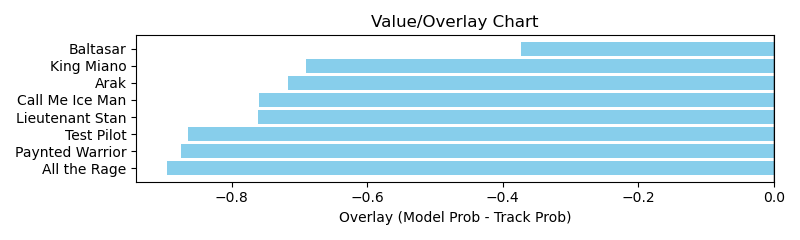 Value/Overlay Chart
Baltasar
King Miano
Arak
Call Me Ice Man
Lieutenant Stan
Test Pilot
Paynted Warrior
All the Rage
−0.8 −0.6 −0.4 −0.2 0.0
Overlay (Model Prob - Track Prob)